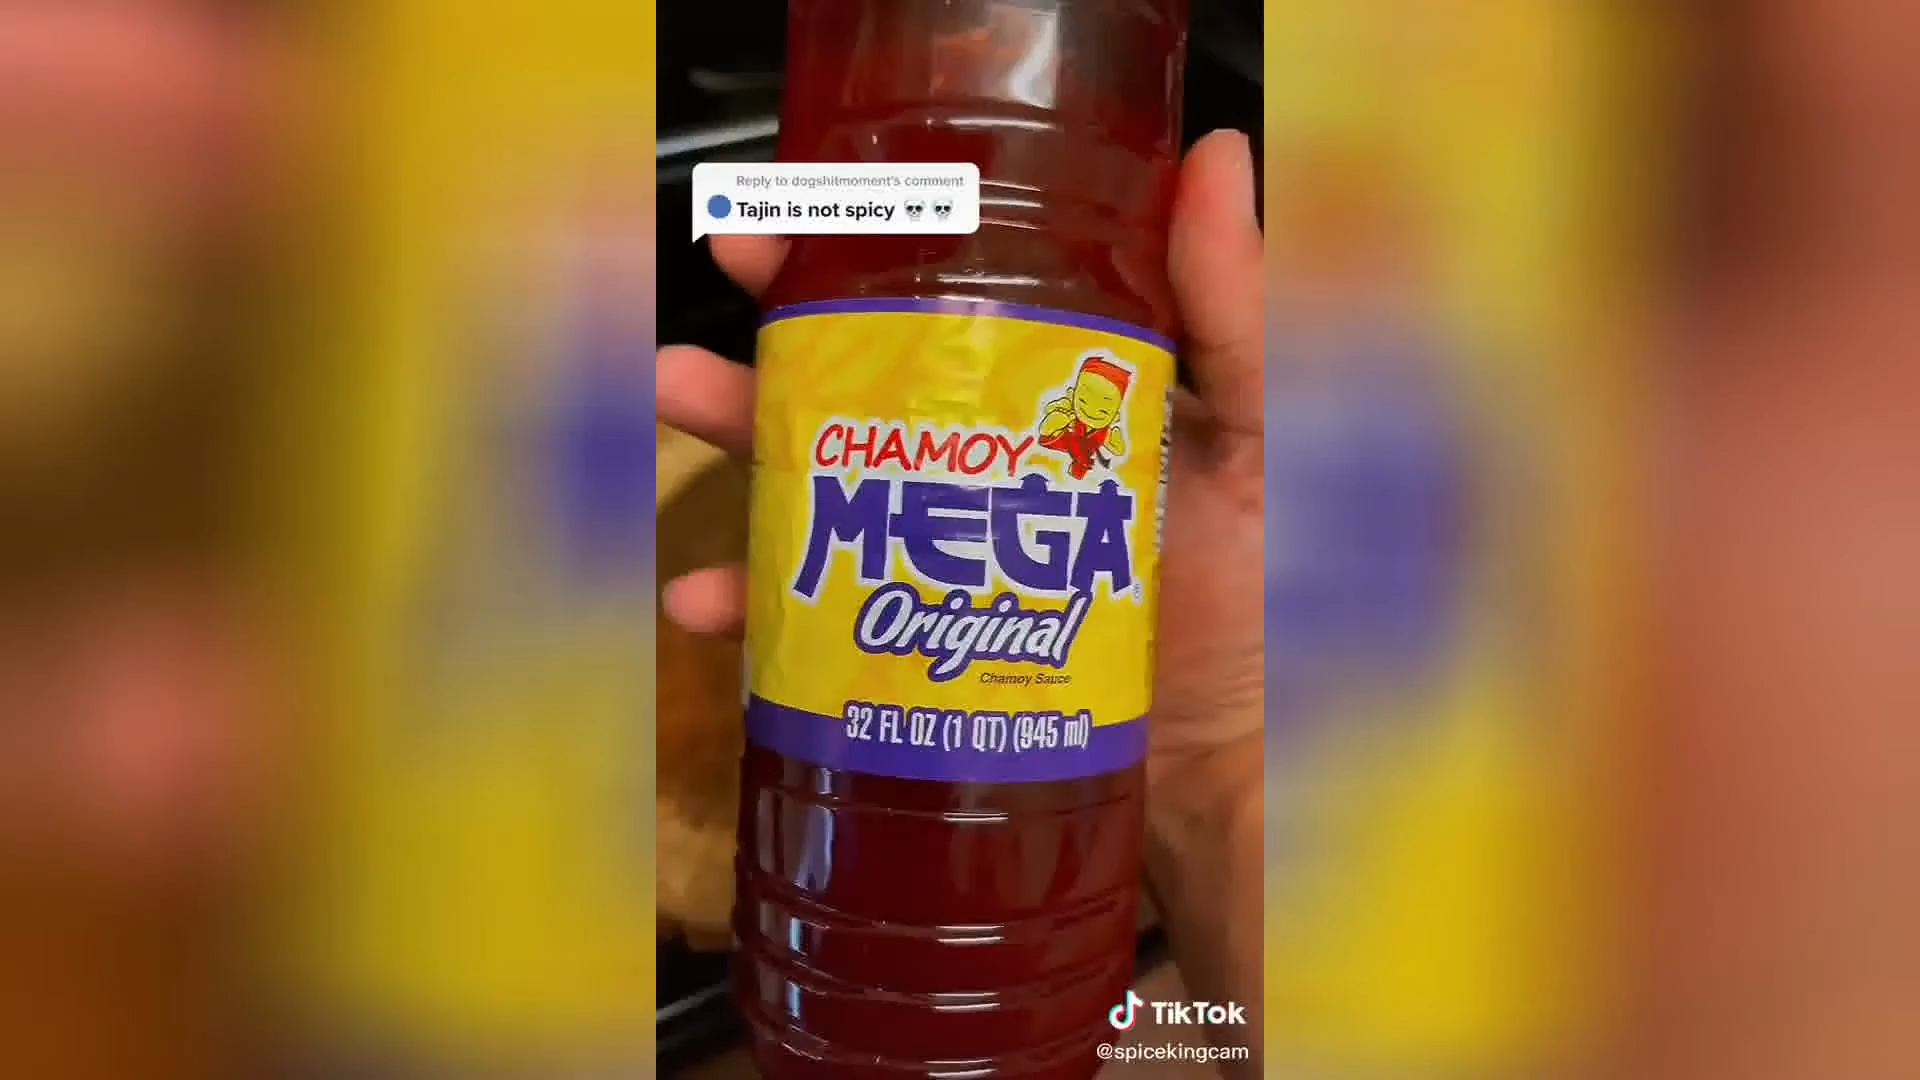 Reply to dogshitmoment's comment
Tajin is not spicy 💀💀
CHAMOY
MEGA
Original
Chamoy Sauce
32 FL OZ (1 QT) (945 ml)
TikTok
@spicekingcam